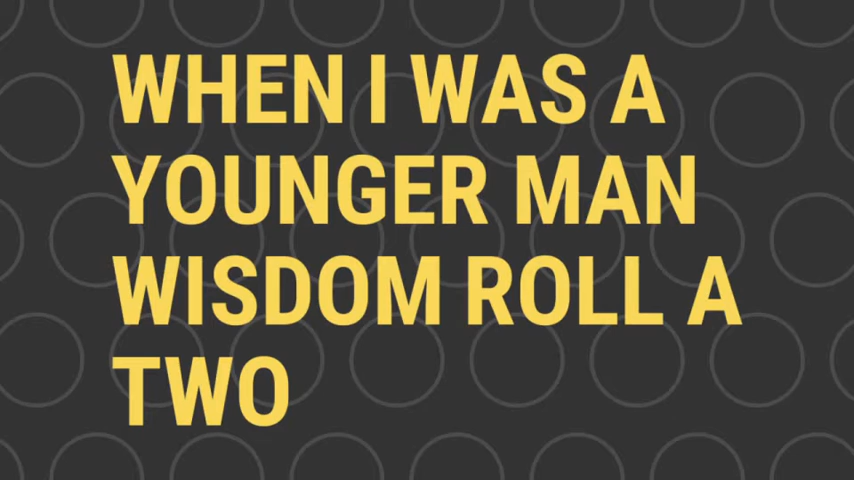 WHEN I WAS A
YOUNGER MAN
WISDOM ROLL A
TWO